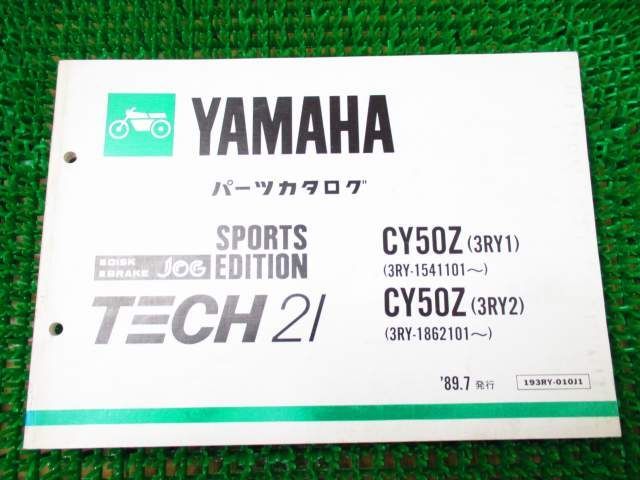 YAMAHA
パーツカタログ
DISK BRAKE JOG SPORTS EDITION
CY50Z (3RY1)
(3RY-1541101〜)
TECH 21
CY50Z (3RY2)
(3RY-1862101〜)
'89.7 発行
193RY-010J1